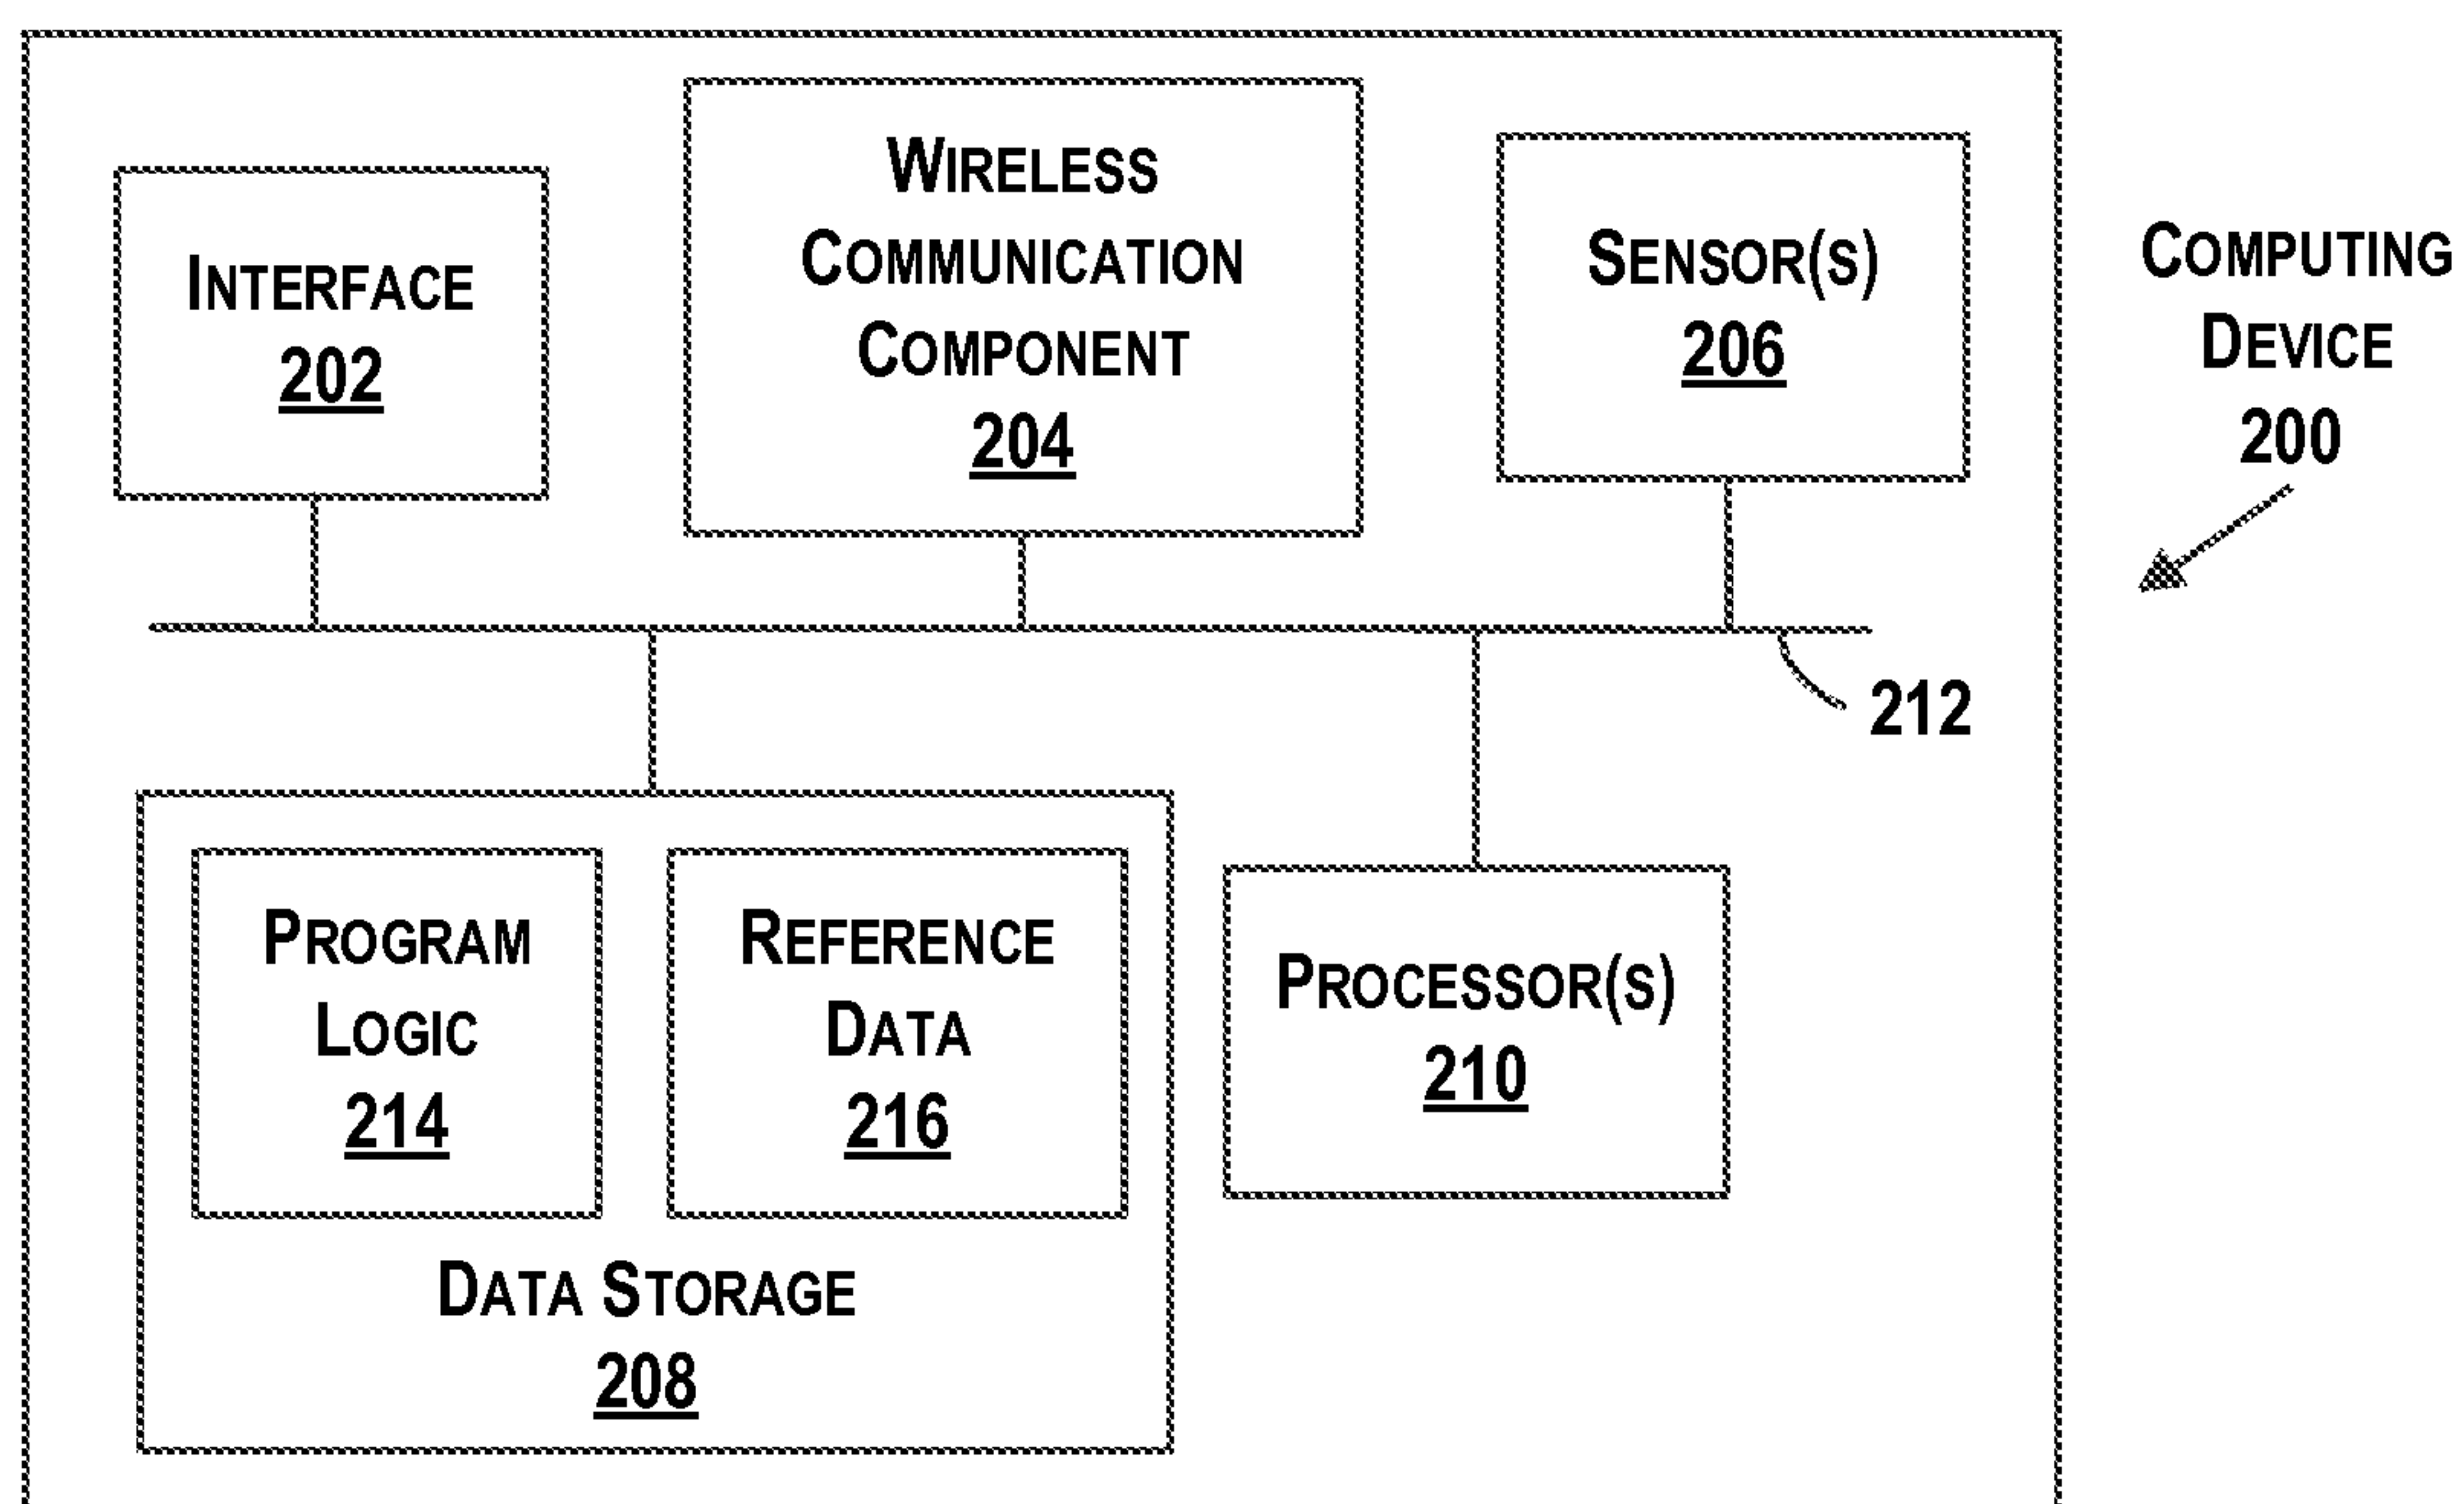 INTERFACE
202
WIRELESS
COMMUNICATION
COMPONENT
204
SENSOR(S)
206
COMPUTING
DEVICE
200
212
PROGRAM
LOGIC
214
REFERENCE
DATA
216
DATA STORAGE
208
PROCESSOR(S)
210